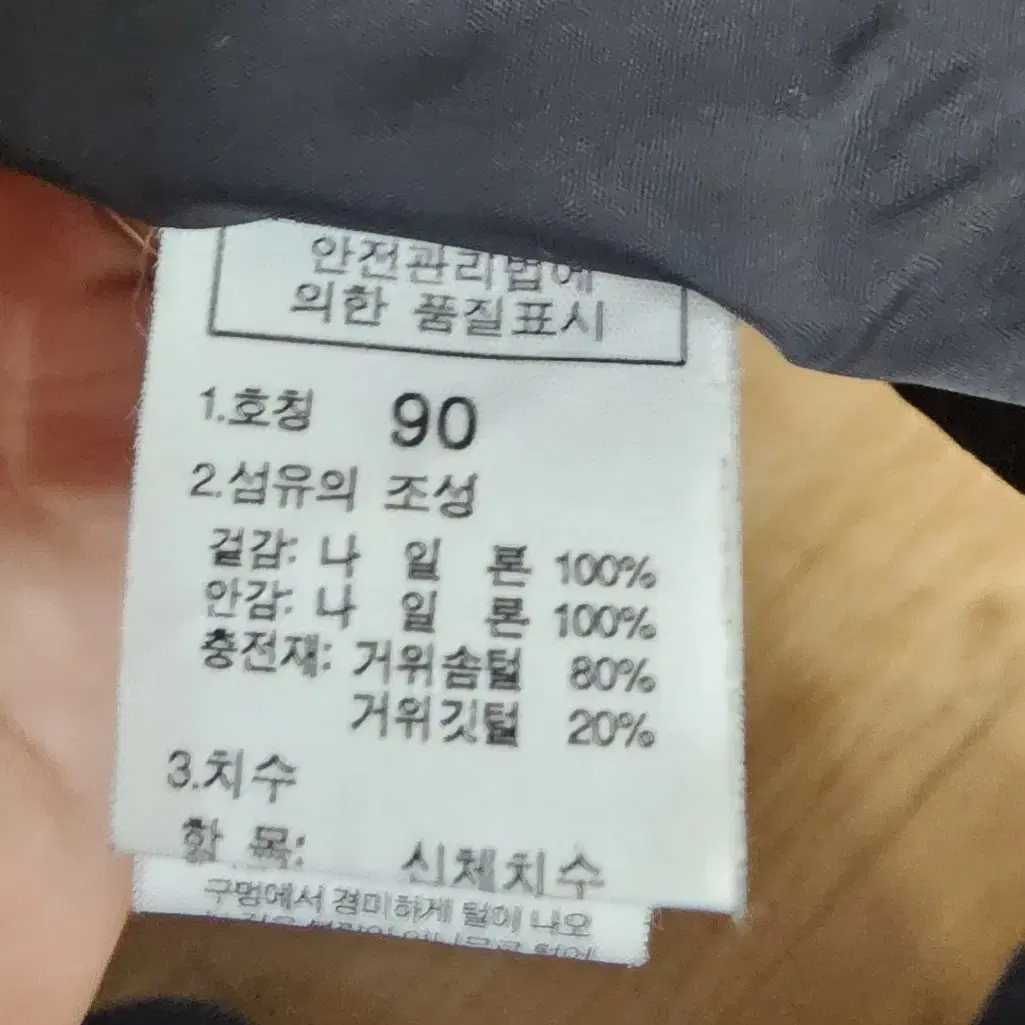 안전관리법에
의한 품질표시
1.호칭 90
2.섬유의 조성
겉감: 나 일 론 100%
안감: 나 일 론 100%
충전재: 거위솜털 80%
거위깃털 20%
3.치수
항 목: 신체치수
구멍에서 경미하게 털이 나오